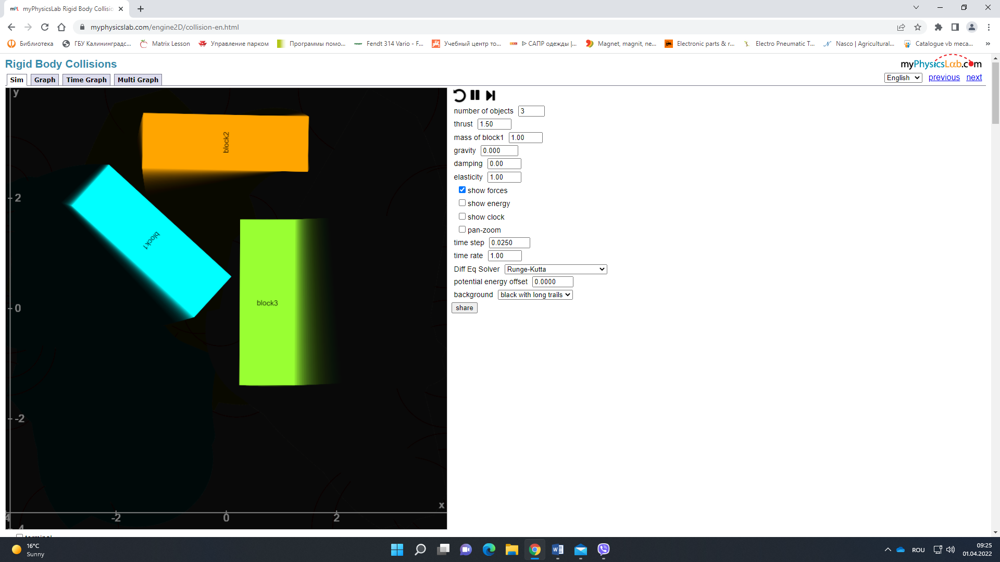 mPL myPhysicsLab Rigid Body Collisio
myphysicslab.com/engine2D/collision-en.html
Библиотека ГБУ Калининградс... Matrix Lesson Управление парком Программы помо... Fendt 314 Vario - F... Учебный центр то... ᐅ САПР одежды |... Magnet, magnit, ne... Electronic parts & r... Electro Pneumatic T... Nasco | Agricultural... Catalogue vb meca... »
Rigid Body Collisions
myPhysicsLab.com
Sim Graph Time Graph Multi Graph
English previous next
y
number of objects 3
thrust 1.50
mass of block1 1.00
gravity 0.000
damping 0.00
elasticity 1.00
show forces
show energy
show clock
pan-zoom
time step 0.0250
time rate 1.00
Diff Eq Solver Runge-Kutta
potential energy offset 0.0000
background black with long trails
share
block2
2
block1
block3
0
-2
x
-2 0 2
16°C
Sunny
ROU
09:25
01.04.2022